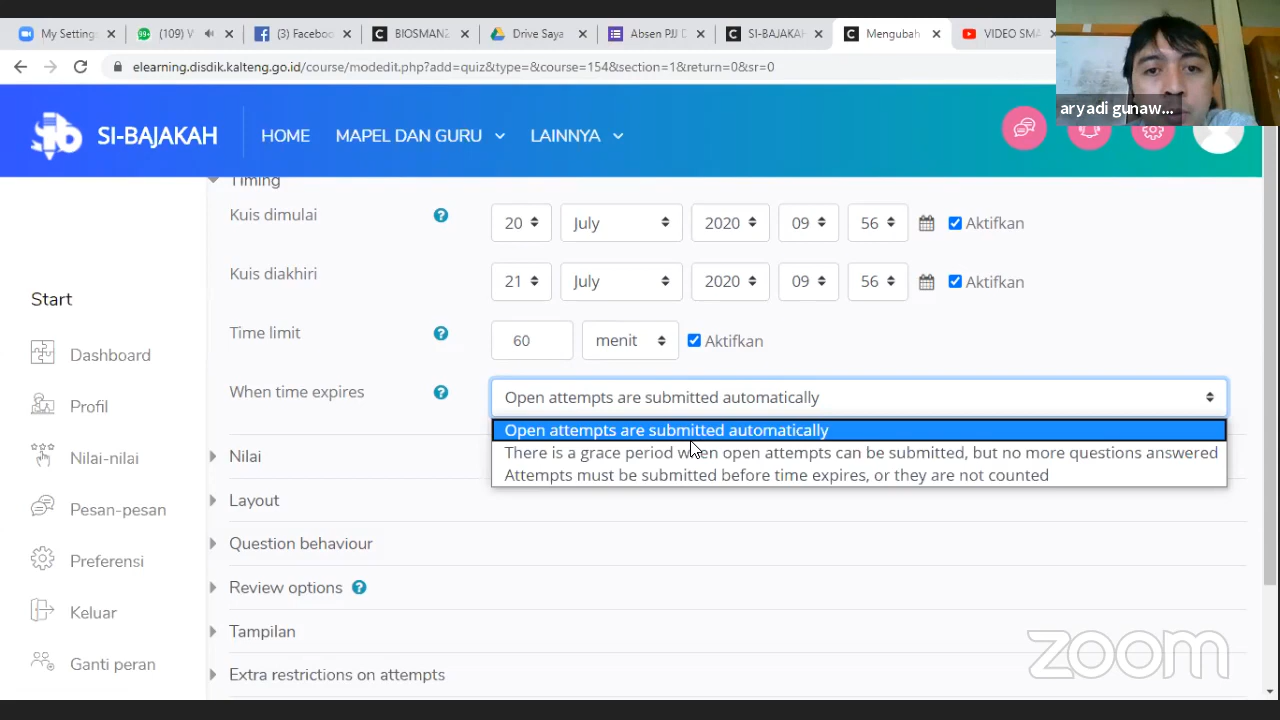 My Setting
(109) V
(3) Faceboo
BIOSMAN
Drive Saya
Absen PJJ D
SI-BAJAKAH
Mengubah
VIDEO SMA
elearning.disdik.kalteng.go.id/course/modedit.php?add=quiz&type=&course=154&section=1&return=0&sr=0
aryadi gunaw...
SI-BAJAKAH
HOME
MAPEL DAN GURU
LAINNYA
Timing
Kuis dimulai
20 July 2020 09 56 Aktifkan
Kuis diakhiri
21 July 2020 09 56 Aktifkan
Time limit
60 menit Aktifkan
When time expires
Open attempts are submitted automatically
Open attempts are submitted automatically
There is a grace period when open attempts can be submitted, but no more questions answered
Attempts must be submitted before time expires, or they are not counted
Nilai
Layout
Question behaviour
Review options
Tampilan
Extra restrictions on attempts
Start
Dashboard
Profil
Nilai-nilai
Pesan-pesan
Preferensi
Keluar
Ganti peran
zoom